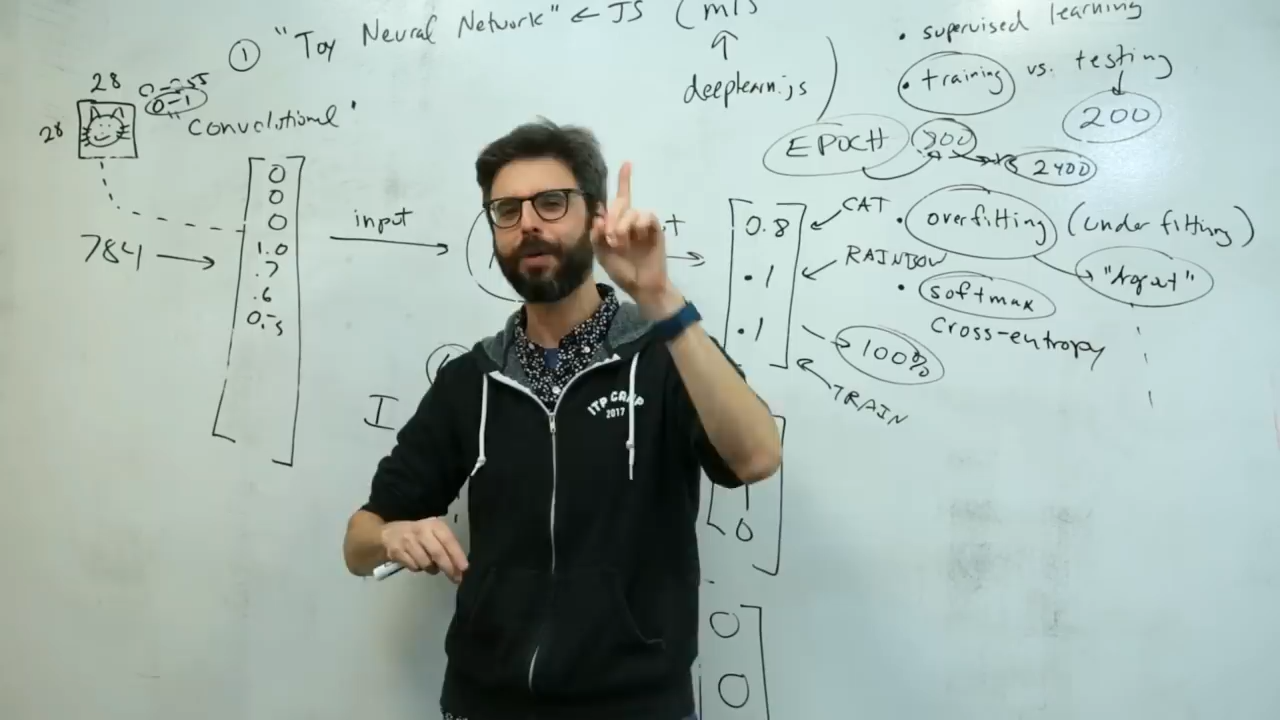 ① "Toy Neural Network" ← JS (ml5
deeplearn.js )
28
28
0-255
0-1
"Convolutional"
784 →
0
0
0
1.0
.7
.6
0.5
input
0.8
.1
.1
CAT
RAINBOW
TRAIN
100%
• supervised learning
• training vs. testing
200
EPOCH 800
2400
• overfitting (underfitting)
• softmax
cross-entropy
I
0
0
0
ITP CAMP
2017